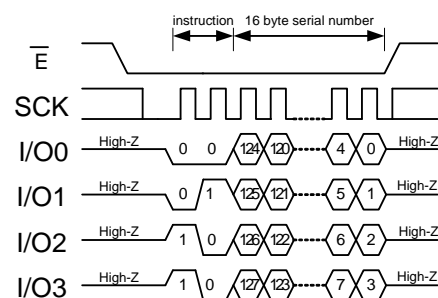 instruction 16 byte serial number
E
SCK
I/O0 High-Z 0 0 124 120 4 0 High-Z
I/O1 High-Z 0 1 125 121 5 1 High-Z
I/O2 High-Z 1 0 126 122 6 2 High-Z
I/O3 High-Z 1 0 127 123 7 3 High-Z